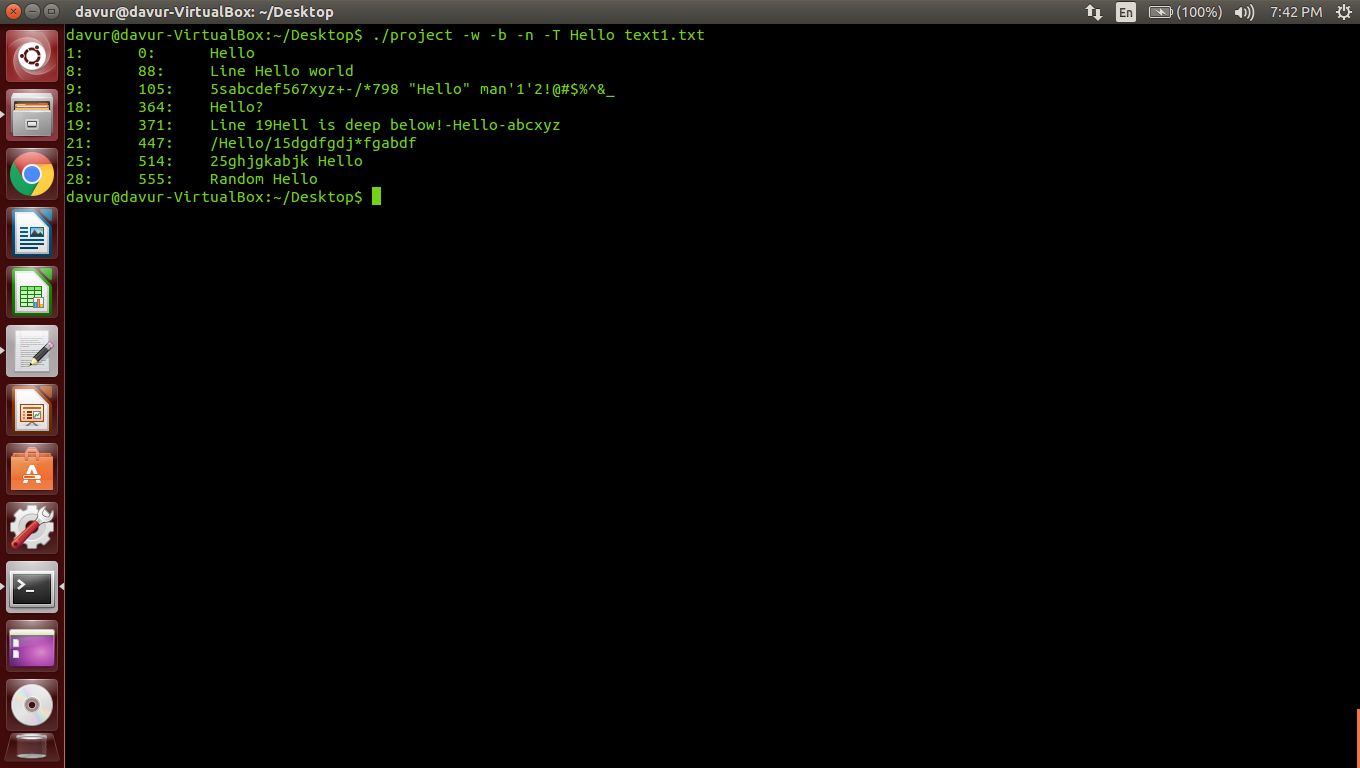 davur@davur-VirtualBox: ~/Desktop En (100%) 7:42 PM
davur@davur-VirtualBox:~/Desktop$ ./project -w -b -n -T Hello text1.txt
1:      0:      Hello
8:      88:     Line Hello world
9:      105:    5sabcdef567xyz+-/*798 "Hello" man'1'2!@#$%^&_
18:     364:    Hello?
19:     371:    Line 19Hell is deep below!-Hello-abcxyz
21:     447:    /Hello/15dgdfgdj*fgabdf
25:     514:    25ghjgkabjk Hello
28:     555:    Random Hello
davur@davur-VirtualBox:~/Desktop$